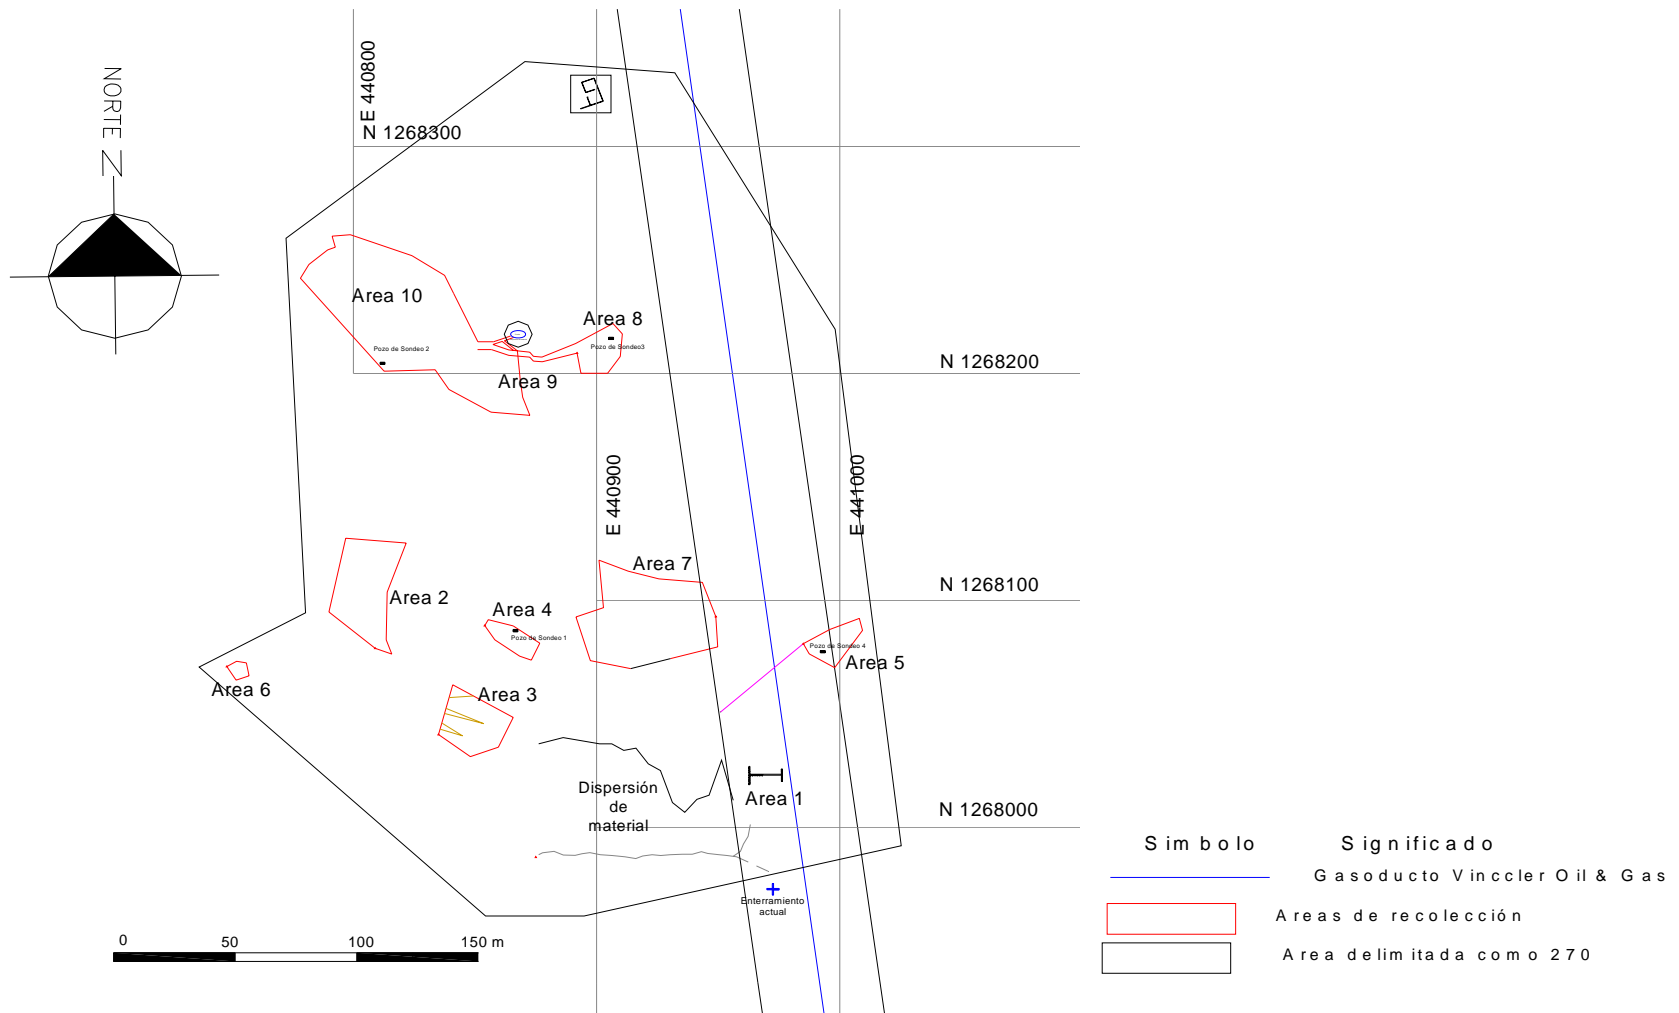 NORTE
E 440800
N 1268300
Area 10
Area 8
Pozo de Sondeo 2
Pozo de Sondeo3
N 1268200
Area 9
E 440900
E 441000
Area 7
Area 2
Area 4
N 1268100
Pozo de Sondeo 1
Pozo de Sondeo 4
Area 5
Area 6
Area 3
Dispersión
de
material
Area 1
N 1268000
Enterramiento
actual
0 50 100 150 m
Simbolo Significado
Gasoducto Vinccler Oil & Gas
Areas de recolección
Area delimitada como 270